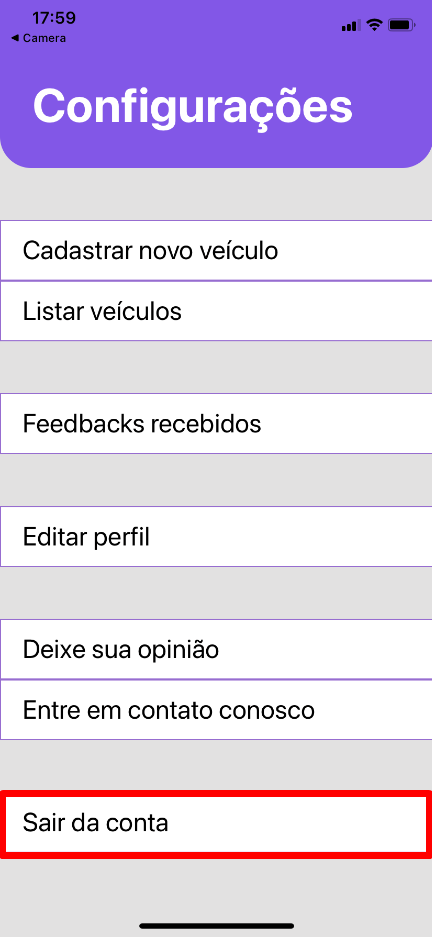 17:59
◀ Camera
Configurações
Cadastrar novo veículo
Listar veículos
Feedbacks recebidos
Editar perfil
Deixe sua opinião
Entre em contato conosco
Sair da conta